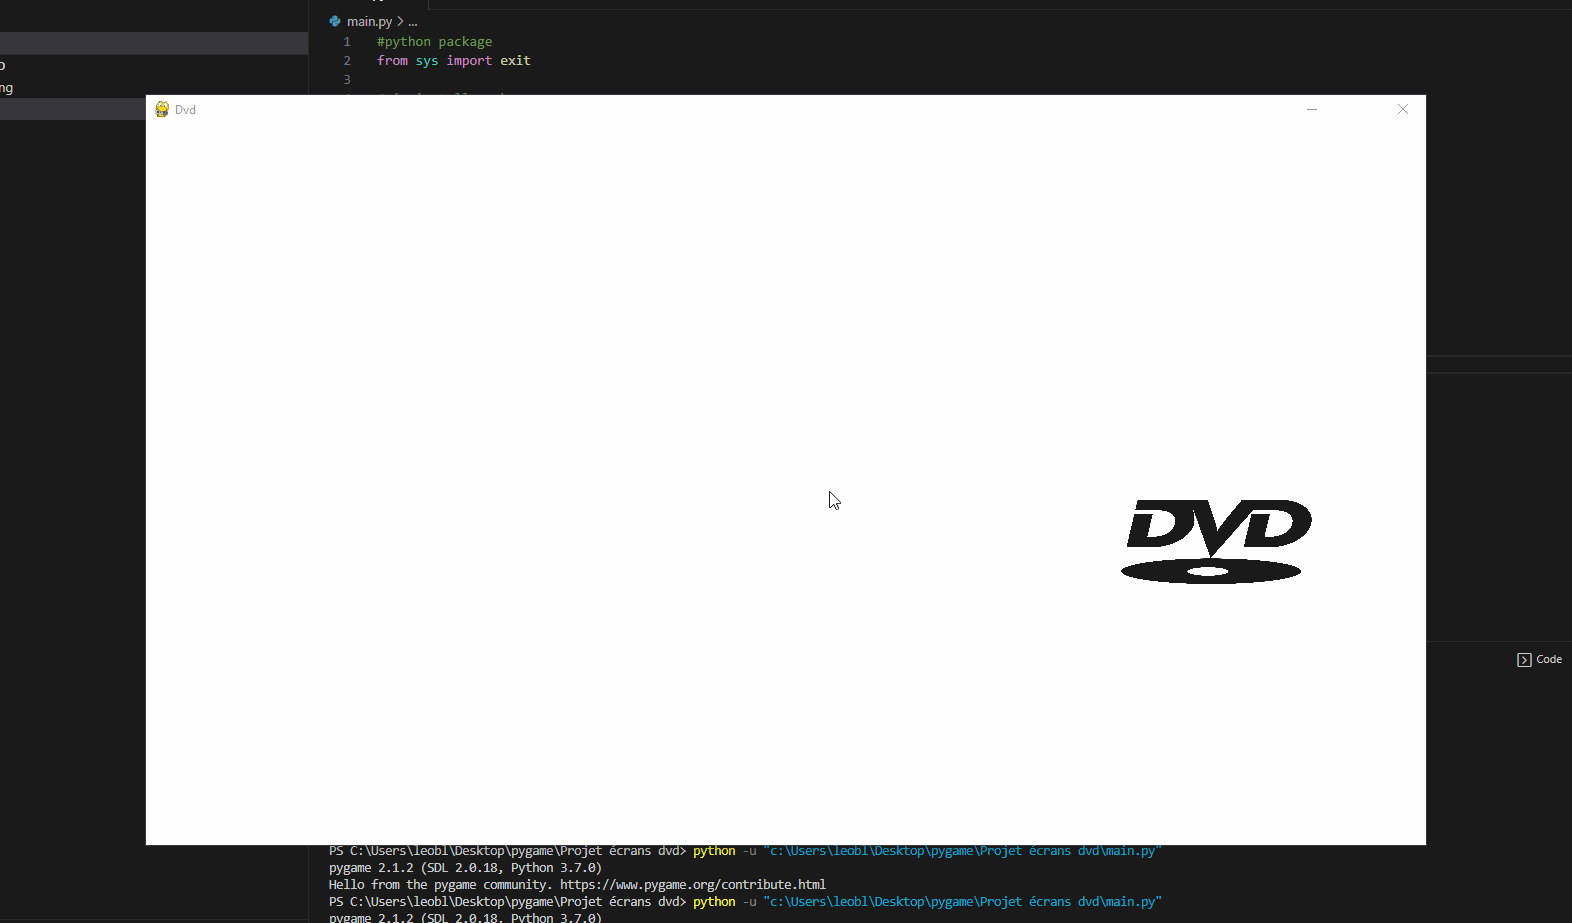 main.py > ...
1 #python package
2 from sys import exit
3
ng
Dvd
DVD
Code
PS C:\Users\leobl\Desktop\pygame\Projet écrans dvd> python -u "c:\Users\leobl\Desktop\pygame\Projet écrans dvd\main.py"
pygame 2.1.2 (SDL 2.0.18, Python 3.7.0)
Hello from the pygame community. https://www.pygame.org/contribute.html
PS C:\Users\leobl\Desktop\pygame\Projet écrans dvd> python -u "c:\Users\leobl\Desktop\pygame\Projet écrans dvd\main.py"
pygame 2.1.2 (SDL 2.0.18, Python 3.7.0)